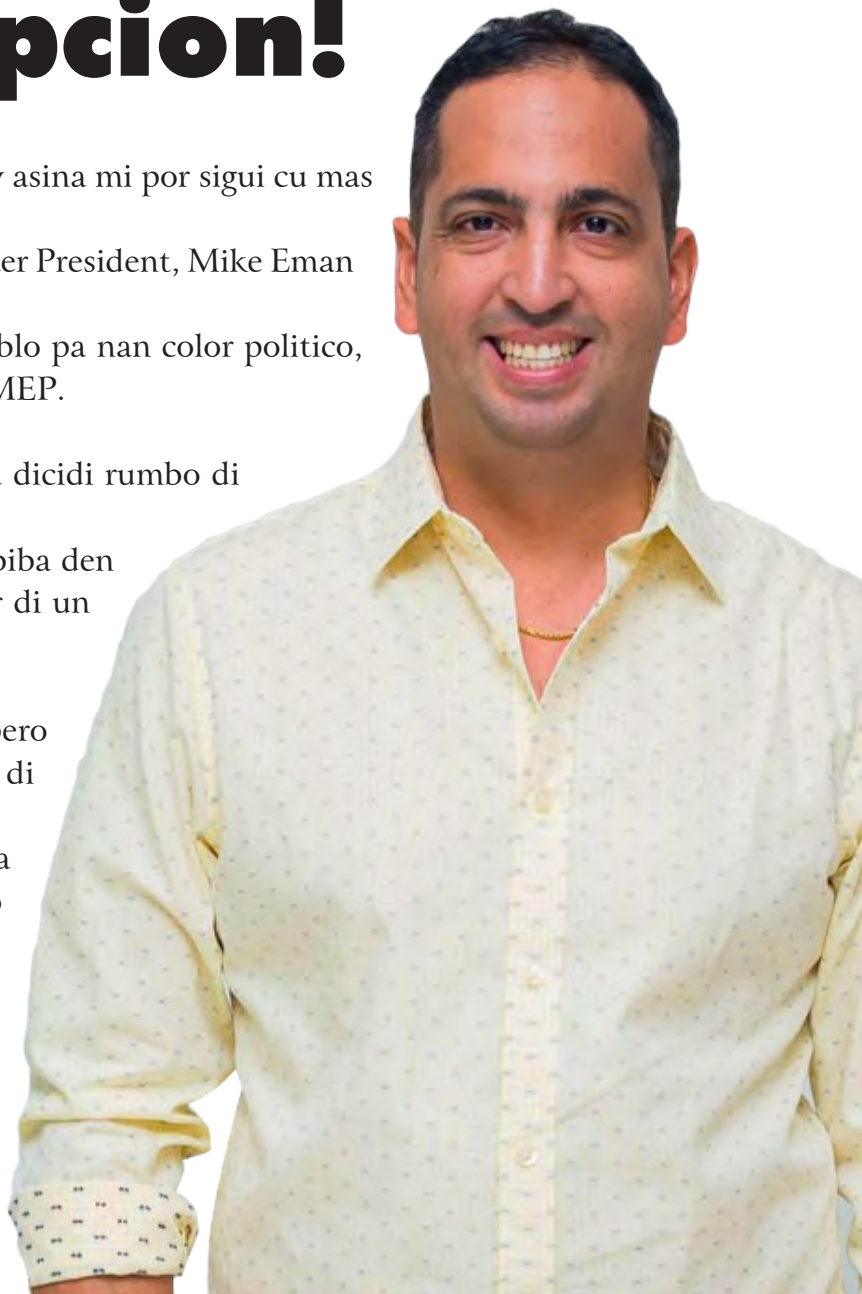 pcion!
asina mi por sigui cu mas
er President, Mike Eman
blo pa nan color politico,
MEP.
dicidi rumbo di
biba den
di un
pero
di
a